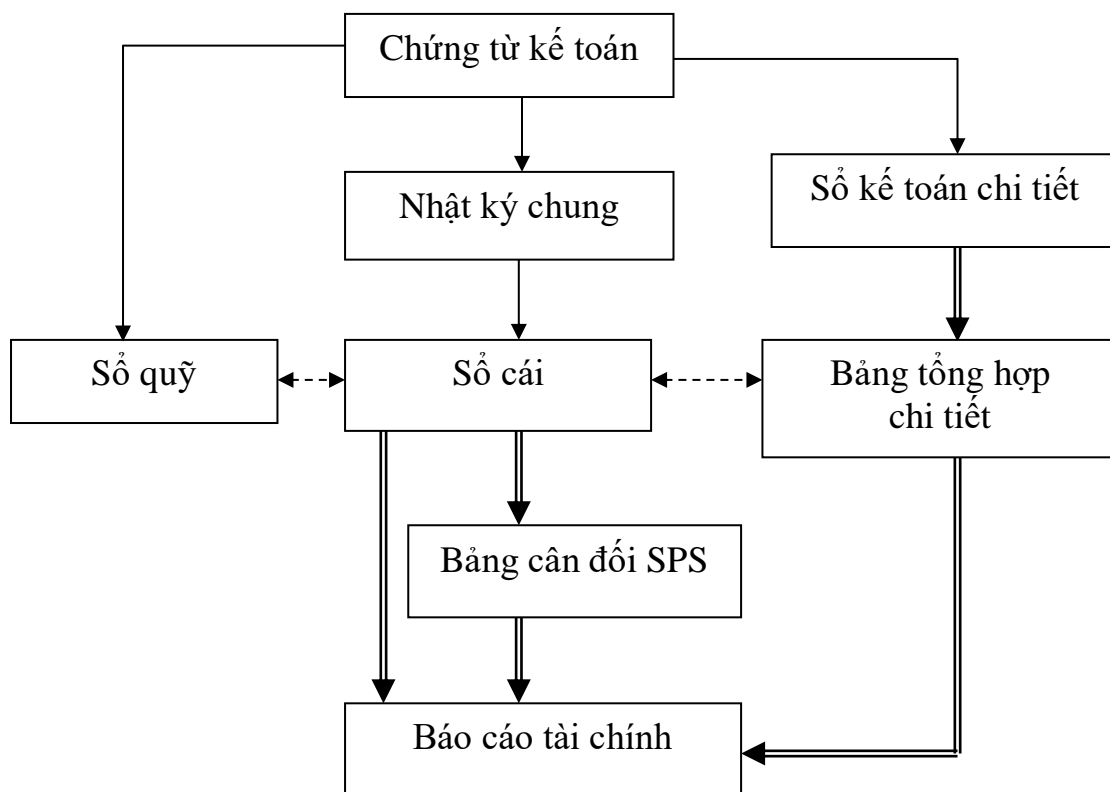 Chứng từ kế toán
Nhật ký chung
Sổ kế toán chi tiết
Sổ quỹ
Sổ cái
Bảng tổng hợp
chi tiết
Bảng cân đối SPS
Báo cáo tài chính